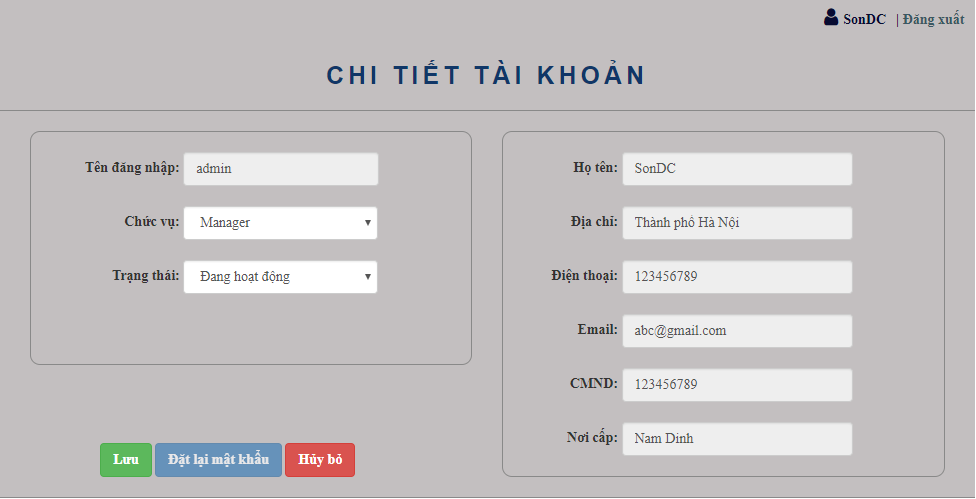 SonDC | Đăng xuất
CHI TIẾT TÀI KHOẢN
Tên đăng nhập: admin
Chức vụ: Manager
Trạng thái: Đang hoạt động
Lưu Đặt lại mật khẩu Hủy bỏ
Họ tên: SonDC
Địa chỉ: Thành phố Hà Nội
Điện thoại: 123456789
Email: abc@gmail.com
CMND: 123456789
Nơi cấp: Nam Dinh